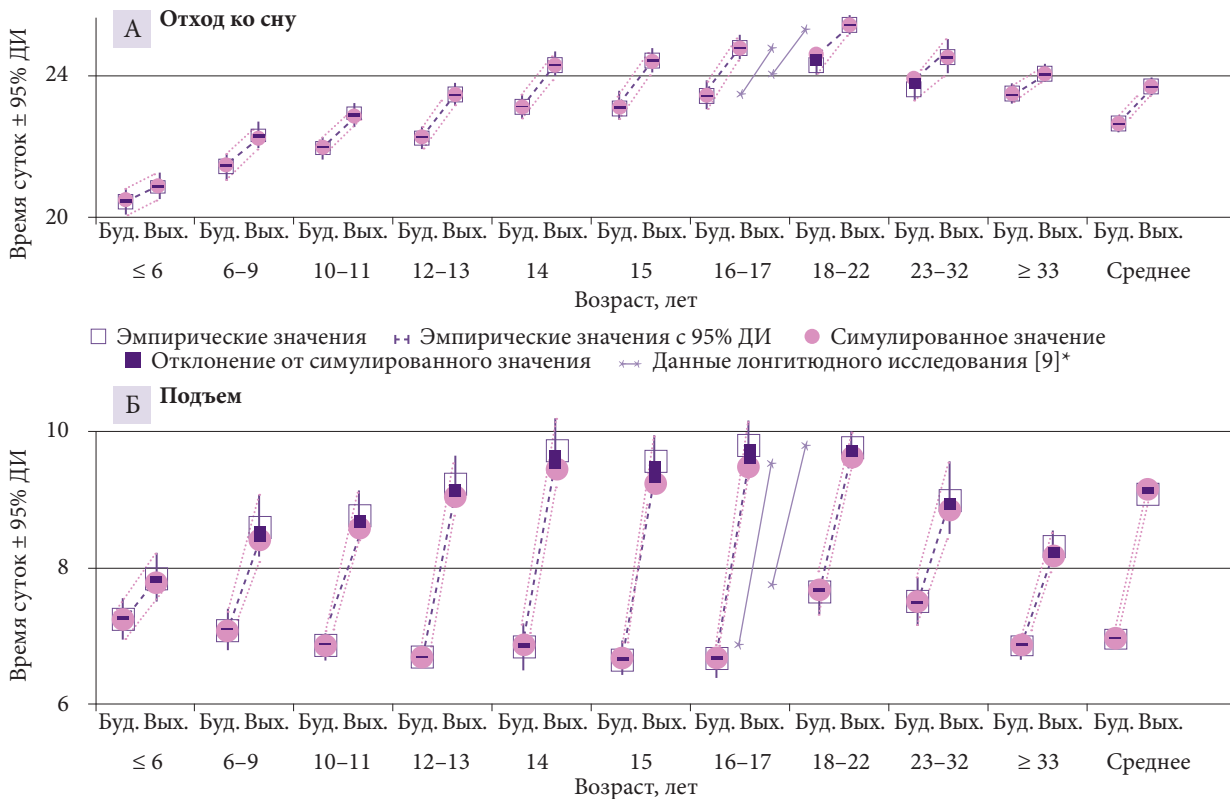 А Отход ко сну
Время суток ± 95% ДИ
24
20
Буд. Вых. Буд. Вых. Буд. Вых. Буд. Вых. Буд. Вых. Буд. Вых. Буд. Вых. Буд. Вых. Буд. Вых. Буд. Вых. Буд. Вых.
≤ 6 6–9 10–11 12–13 14 15 16–17 18–22 23–32 ≥ 33 Среднее
Возраст, лет
Эмпирические значения Эмпирические значения с 95% ДИ Симулированное значение
Отклонение от симулированного значения Данные лонгитюдного исследования [9]*
Б Подъем
Время суток ± 95% ДИ
10
8
6
Буд. Вых. Буд. Вых. Буд. Вых. Буд. Вых. Буд. Вых. Буд. Вых. Буд. Вых. Буд. Вых. Буд. Вых. Буд. Вых. Буд. Вых.
≤ 6 6–9 10–11 12–13 14 15 16–17 18–22 23–32 ≥ 33 Среднее
Возраст, лет